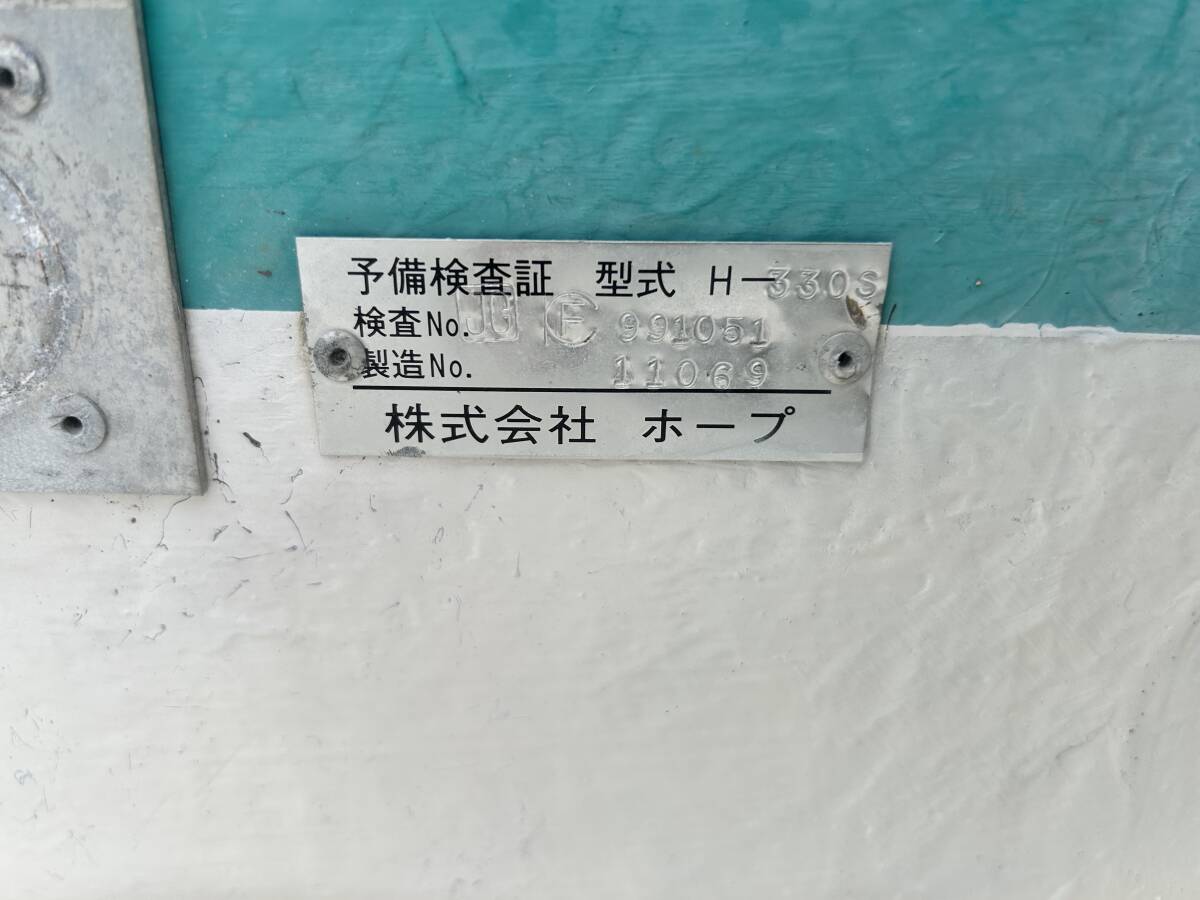 予備検査証 型式 H-330S
検査No. JCI F 991051
製造No. 11069
株式会社 ホープ